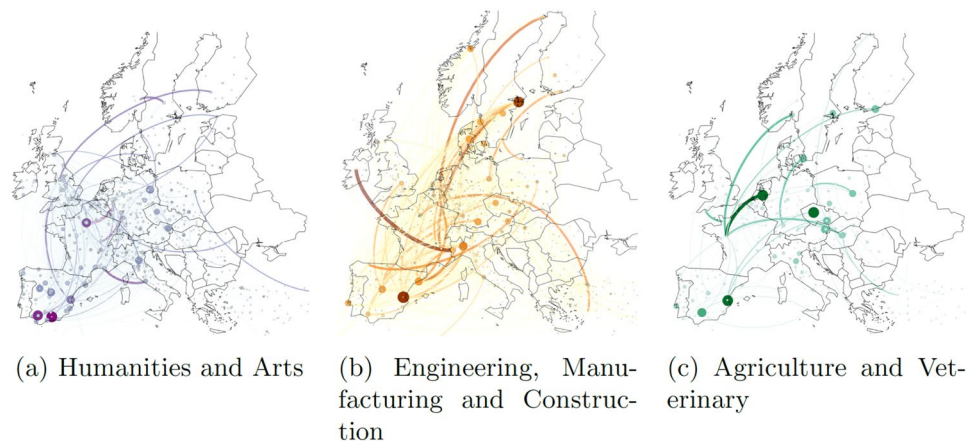 (a) Humanities and Arts
(b) Engineering, Manu-
facturing and Construc-
tion
(c) Agriculture and Vet-
erinary